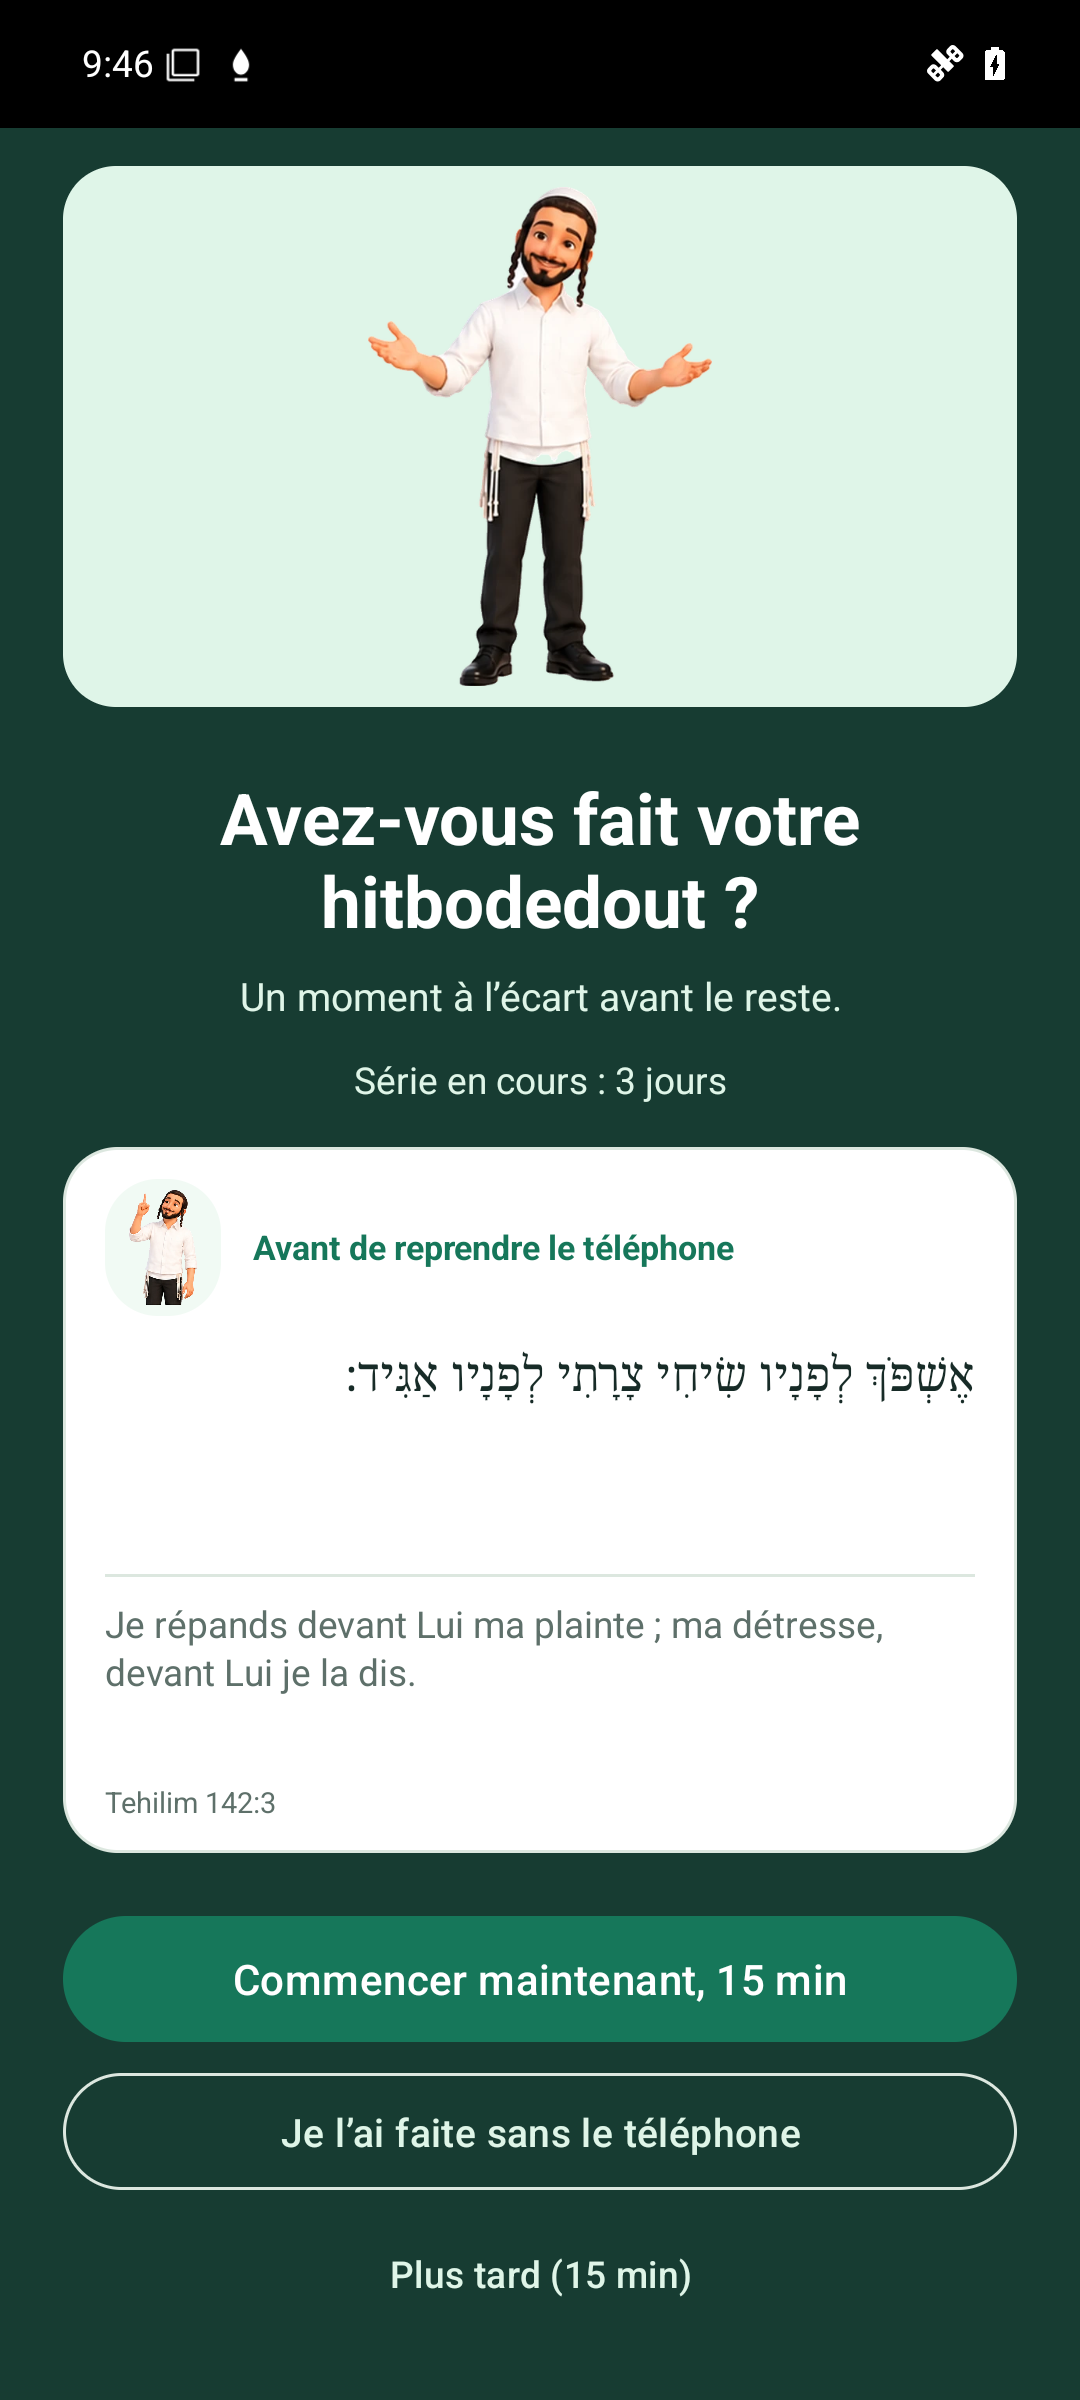 9:46
Avez-vous fait votre
hitbodedout ?
Un moment à l’écart avant le reste.
Série en cours : 3 jours
Avant de reprendre le téléphone
אֶשְׁפֹּךְ לְפָנָיו שִׂיחִי צָרָתִי לְפָנָיו אַגִּיד׃
Je répands devant Lui ma plainte ; ma détresse,
devant Lui je la dis.
Tehilim 142:3
Commencer maintenant, 15 min
Je l’ai faite sans le téléphone
Plus tard (15 min)